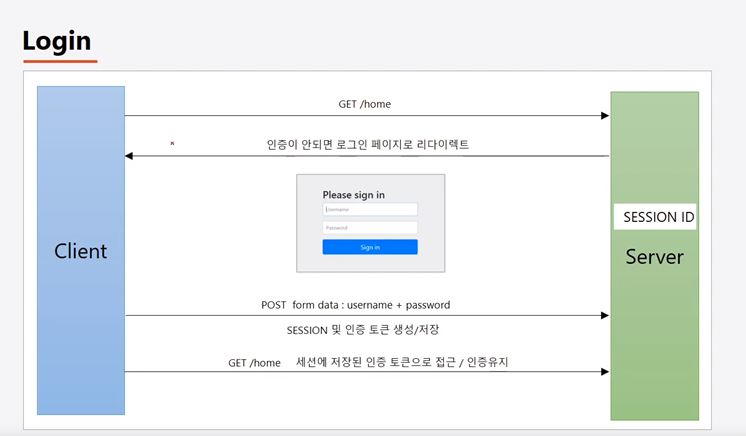 Login
GET /home
인증이 안되면 로그인 페이지로 리다이렉트
Please sign in
Username
Password
Sign in
SESSION ID
Client
Server
POST form data : username + password
SESSION 및 인증 토큰 생성/저장
GET /home 세션에 저장된 인증 토큰으로 접근 / 인증유지